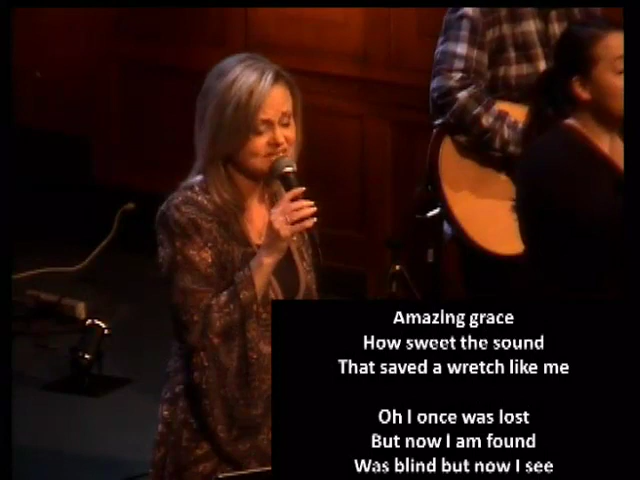 Amazing grace
How sweet the sound
That saved a wretch like me
Oh I once was lost
But now I am found
Was blind but now I see